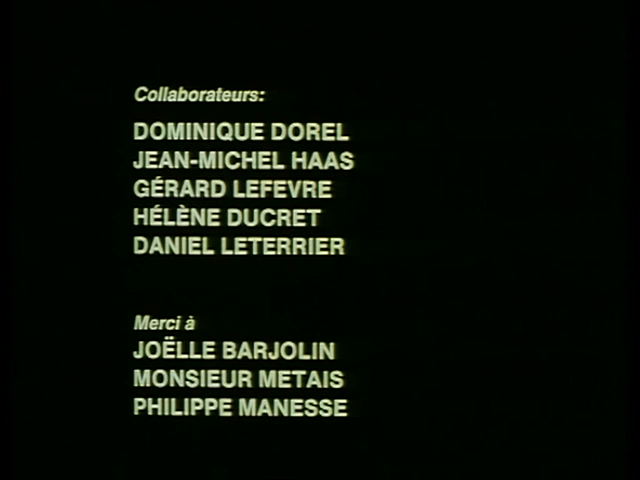 Collaborateurs:
DOMINIQUE DOREL
JEAN-MICHEL HAAS
GÉRARD LEFEVRE
HÉLÈNE DUCRET
DANIEL LETERRIER
Merci à
JOËLLE BARJOLIN
MONSIEUR METAIS
PHILIPPE MANESSE